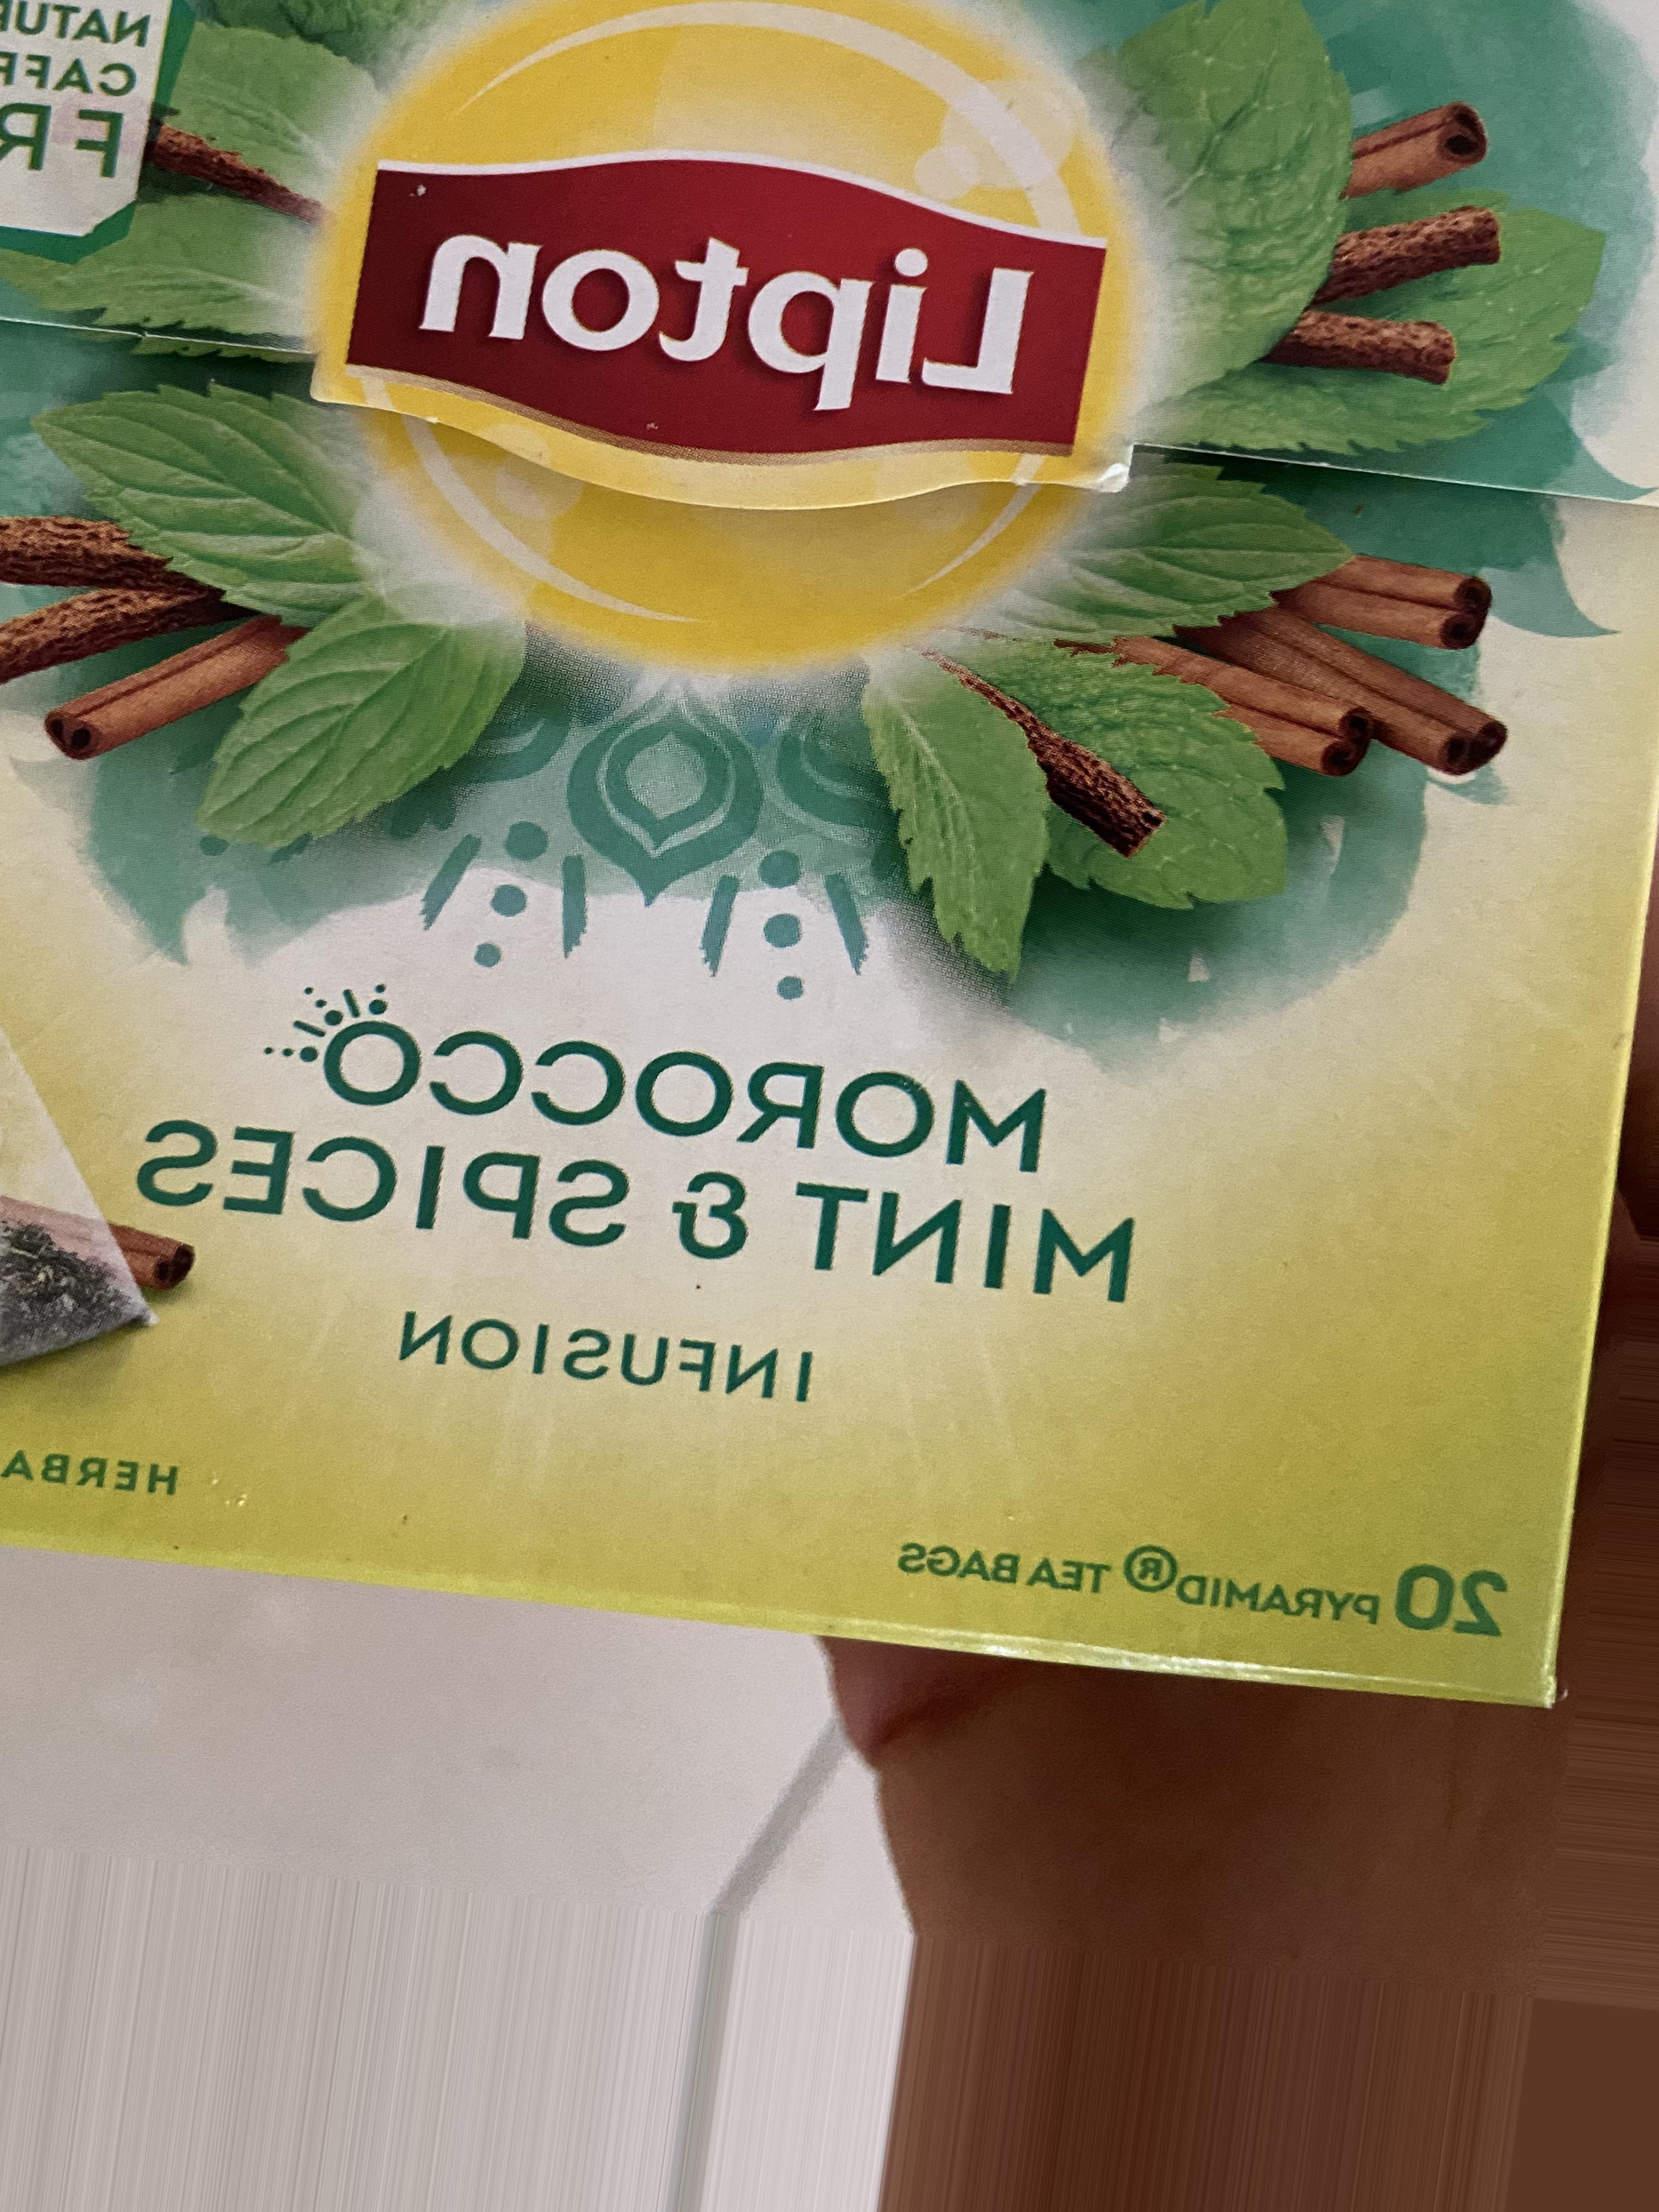 NATUR
CAFF
FR
Lipton
MOROCCO
MINT & SPICES
INFUSION
HERBA
20 PYRAMID® TEA BAGS